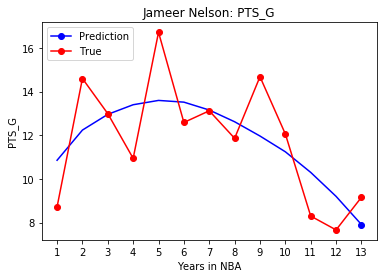 Jameer Nelson: PTS_G
Prediction
True
PTS_G
16
14
12
10
8
1 2 3 4 5 6 7 8 9 10 11 12 13
Years in NBA